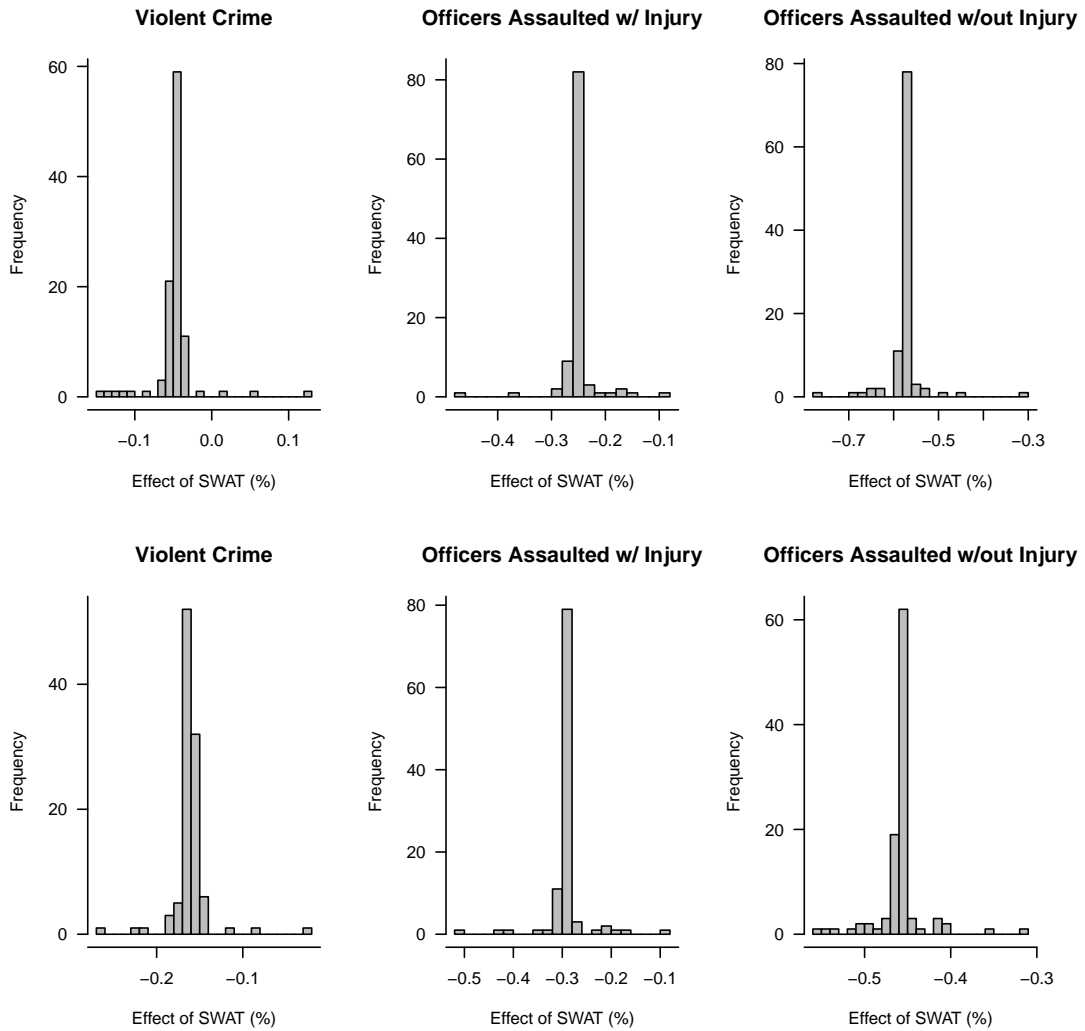 Violent Crime
Officers Assaulted w/ Injury
Officers Assaulted w/out Injury
Frequency
60
40
20
0
−0.1 0.0 0.1
Effect of SWAT (%)
Frequency
80
60
40
20
0
−0.4 −0.2 −0.1
Effect of SWAT (%)
Frequency
80
60
40
20
0
−0.7 −0.5 −0.3
Effect of SWAT (%)
Violent Crime
Officers Assaulted w/ Injury
Officers Assaulted w/out Injury
Frequency
40
20
0
−0.2 −0.1
Effect of SWAT (%)
Frequency
80
60
40
20
0
−0.5 −0.4 −0.3 −0.2 −0.1
Effect of SWAT (%)
Frequency
60
40
20
0
−0.5 −0.4 −0.3
Effect of SWAT (%)